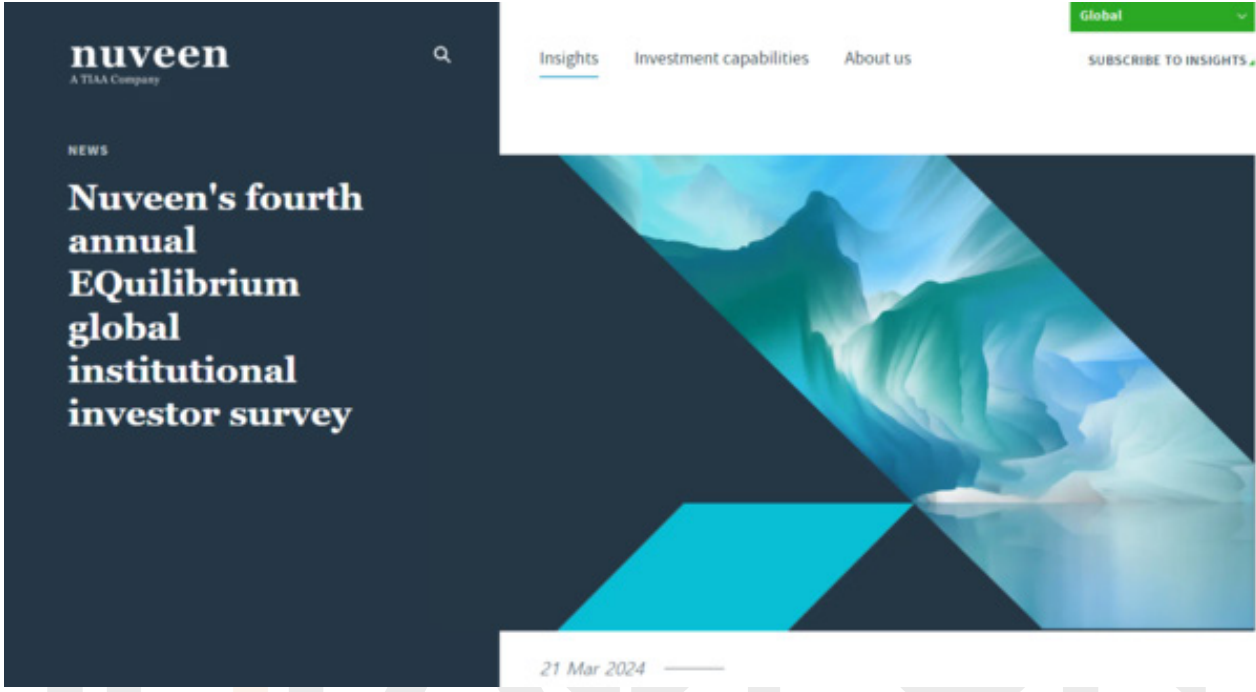 nuveen
A TIAA Company
Insights
Investment capabilities
About us
Global
SUBSCRIBE TO INSIGHTS
NEWS
Nuveen's fourth
annual
EQuilibrium
global
institutional
investor survey
21 Mar 2024